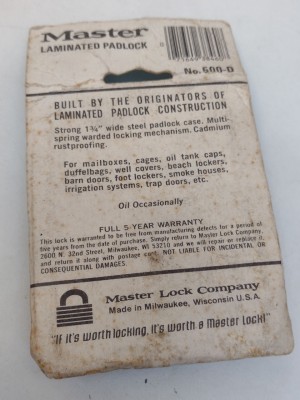 Master
LAMINATED PADLOCK
No. 500-D
BUILT BY THE ORIGINATORS OF
LAMINATED PADLOCK CONSTRUCTION
Strong 1¾" wide steel padlock case. Multi-
spring warded locking mechanism. Cadmium
rustproofing.
For mailboxes, cages, oil tank caps,
duffelbags, well covers, beach lockers,
barn doors, foot lockers, smoke houses,
irrigation systems, trap doors, etc.
Oil Occasionally
FULL 5-YEAR WARRANTY
This lock is warranted to be free from manufacturing defects for a period of
five years from the date of purchase. Simply return to Master Lock Company,
2600 N. 32nd Street, Milwaukee, WI 53210 and we will repair or replace it,
and return it along with postage cost. NOT LIABLE FOR INCIDENTAL OR
CONSEQUENTIAL DAMAGES.
Master Lock Company
Made in Milwaukee, Wisconsin U.S.A.
"If it's worth locking, it's worth a Master Lock!"